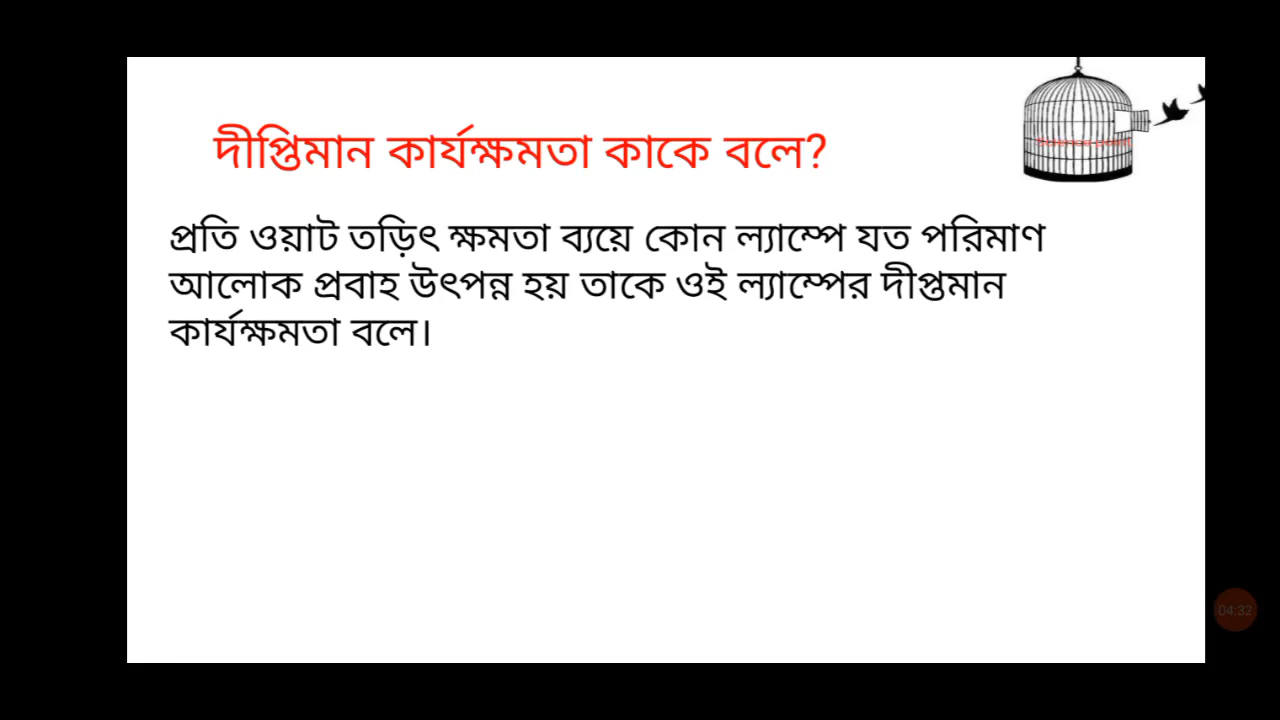 দীপ্তিমান কার্যক্ষমতা কাকে বলে?
প্রতি ওয়াট তড়িৎ ক্ষমতা ব্যয়ে কোন ল্যাম্পে যত পরিমাণ
আলোক প্রবাহ উৎপন্ন হয় তাকে ওই ল্যাম্পের দীপ্তমান
কার্যক্ষমতা বলে।
04:32